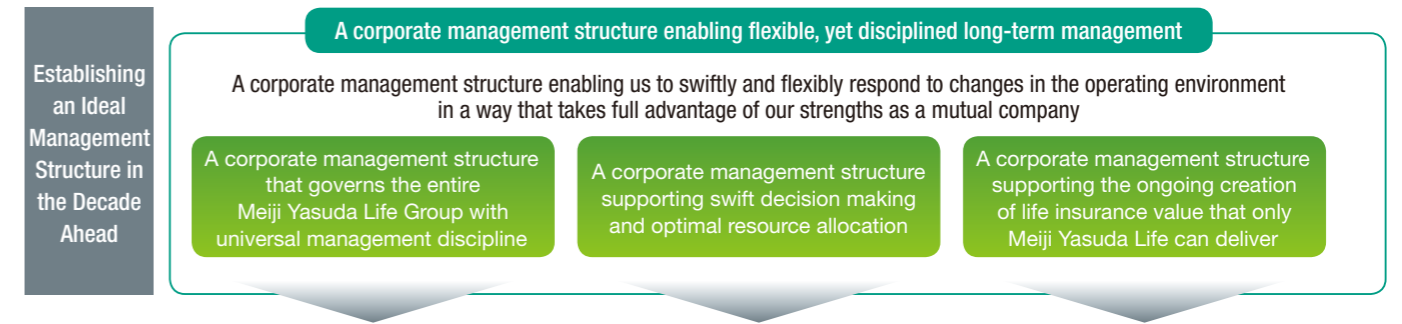 Establishing
an Ideal
Management
Structure in
the Decade
Ahead
A corporate management structure enabling flexible, yet disciplined long-term management
A corporate management structure enabling us to swiftly and flexibly respond to changes in the operating environment
in a way that takes full advantage of our strengths as a mutual company
A corporate management structure
that governs the entire
Meiji Yasuda Life Group with
universal management discipline
A corporate management structure
supporting swift decision making
and optimal resource allocation
A corporate management structure
supporting the ongoing creation
of life insurance value that only
Meiji Yasuda Life can deliver